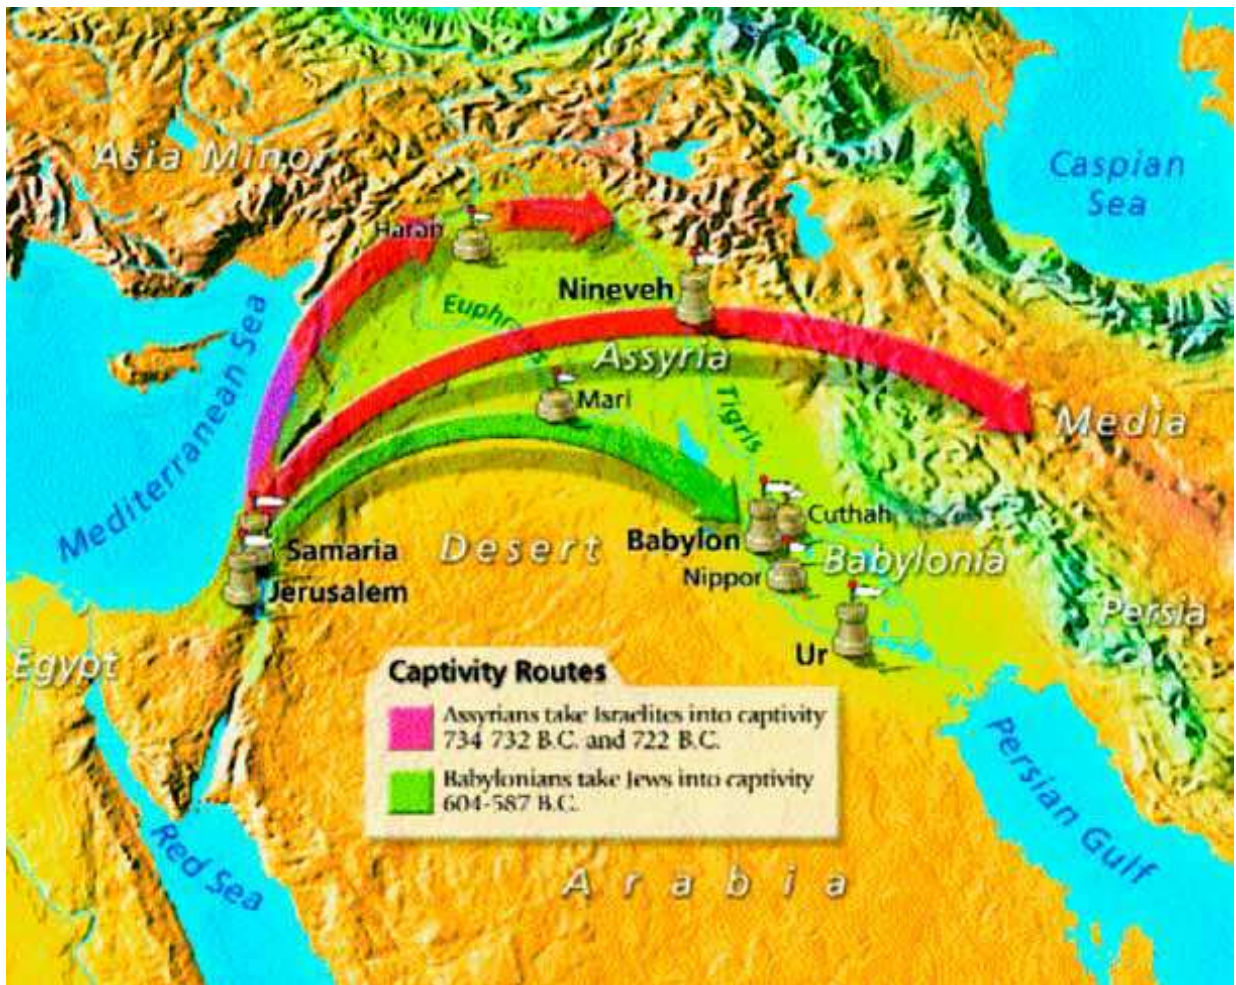 Asia Minor
Caspian
Sea
Haran
Nineveh
Mediterranean Sea
Euphrates
Assyria
Mari
Tigris
Media
Samaria
Jerusalem
Desert
Babylon
Cuthah
Babylonia
Nippor
Persia
Egypt
Ur
Captivity Routes
Assyrians take Israelites into captivity
734 732 B.C. and 722 B.C.
Babylonians take Jews into captivity
604-587 B.C.
Red Sea
Persian Gulf
Arabia